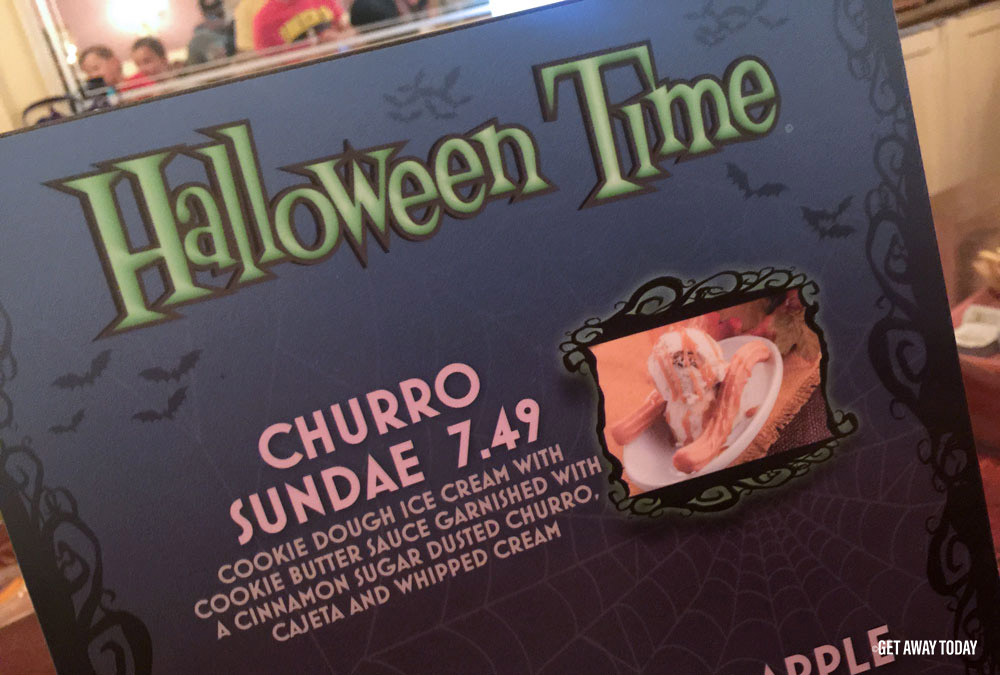 Halloween Time
CHURRO
SUNDAE 7.49
COOKIE DOUGH ICE CREAM WITH
COOKIE BUTTER SAUCE GARNISHED WITH
A CINNAMON SUGAR DUSTED CHURRO,
CAJETA AND WHIPPED CREAM
APPLE
©GET AWAY TODAY